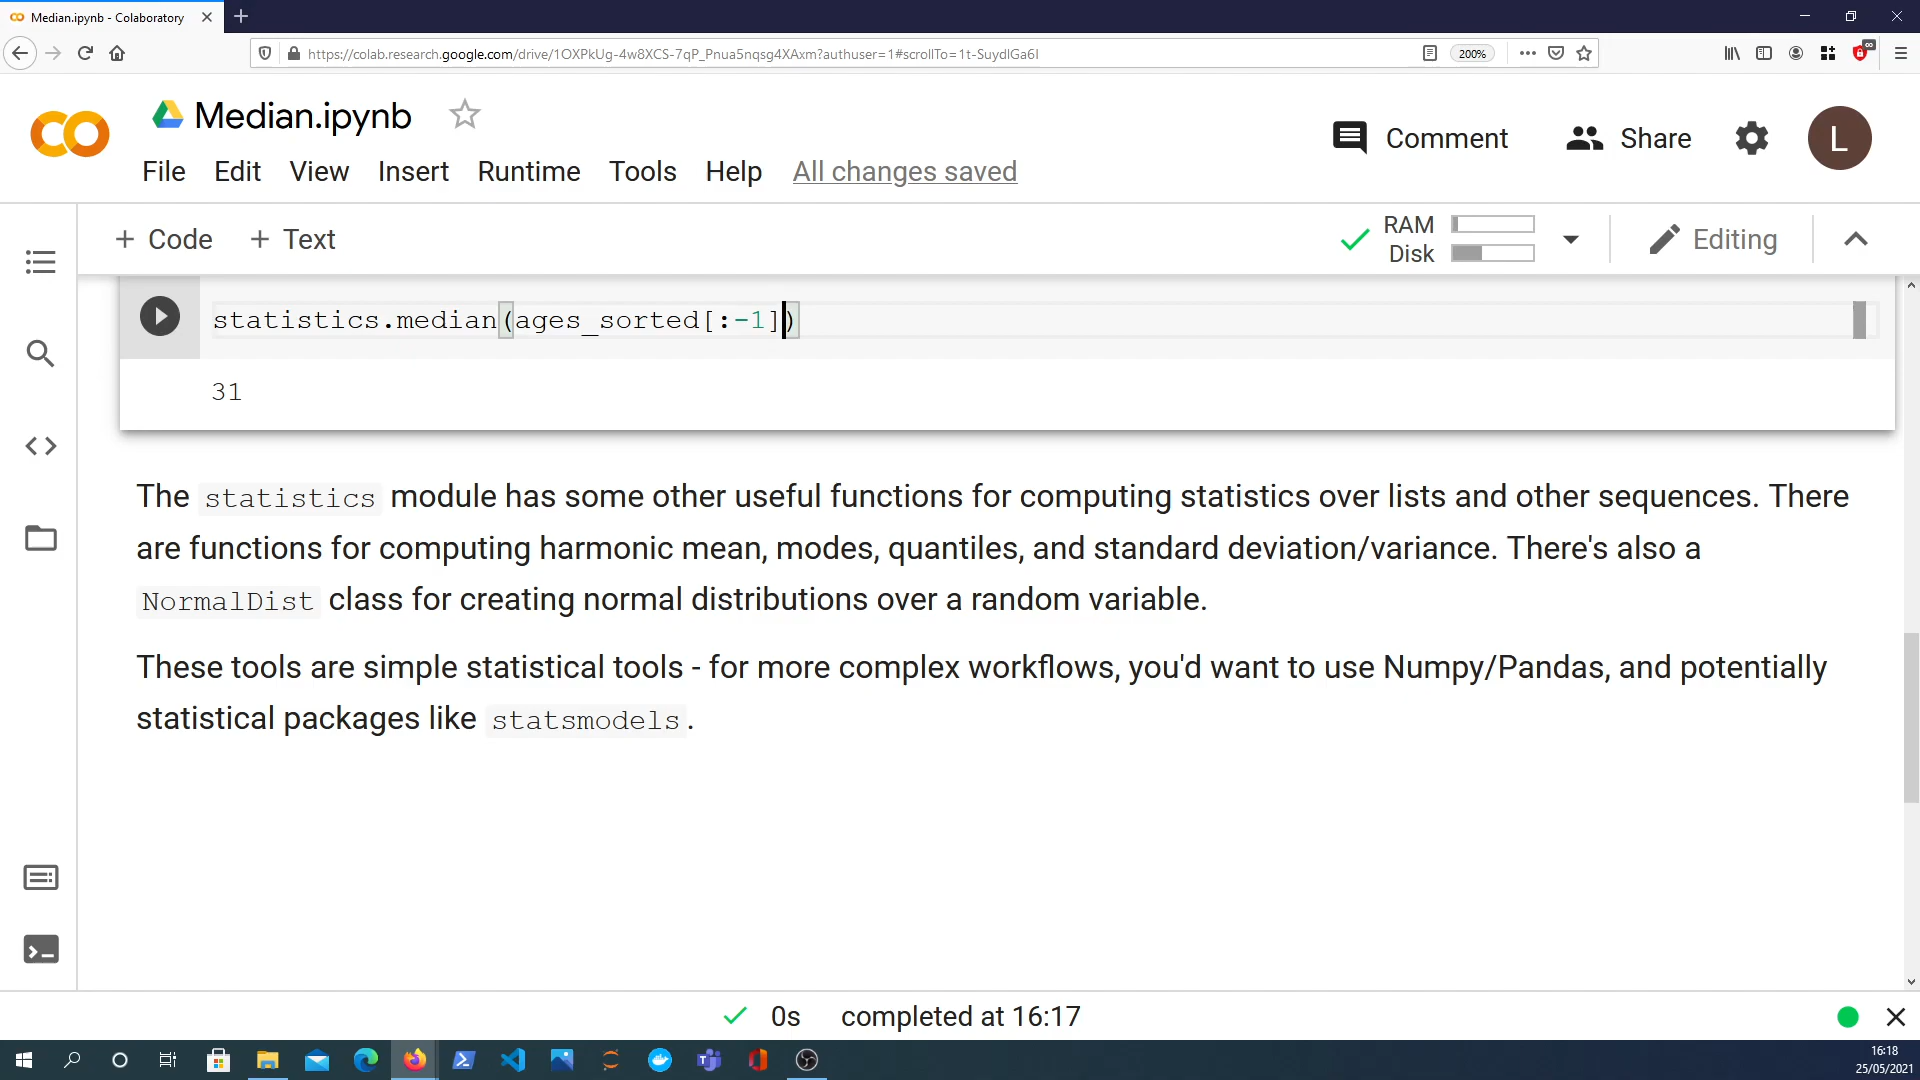 Median.ipynb - Colaboratory
https://colab.research.google.com/drive/1OXPkUg-4w8XCS-7qP_Pnua5nqsg4XAxm?authuser=1#scrollTo=1t-SuydlGa6I
200%
Median.ipynb
Comment
Share
L
File Edit View Insert Runtime Tools Help All changes saved
+ Code + Text
RAM
Disk
Editing
statistics.median(ages_sorted[:-1])
31
The statistics module has some other useful functions for computing statistics over lists and other sequences. There
are functions for computing harmonic mean, modes, quantiles, and standard deviation/variance. There's also a
NormalDist class for creating normal distributions over a random variable.
These tools are simple statistical tools - for more complex workflows, you'd want to use Numpy/Pandas, and potentially
statistical packages like statsmodels.
0s completed at 16:17
16:18
25/05/2021